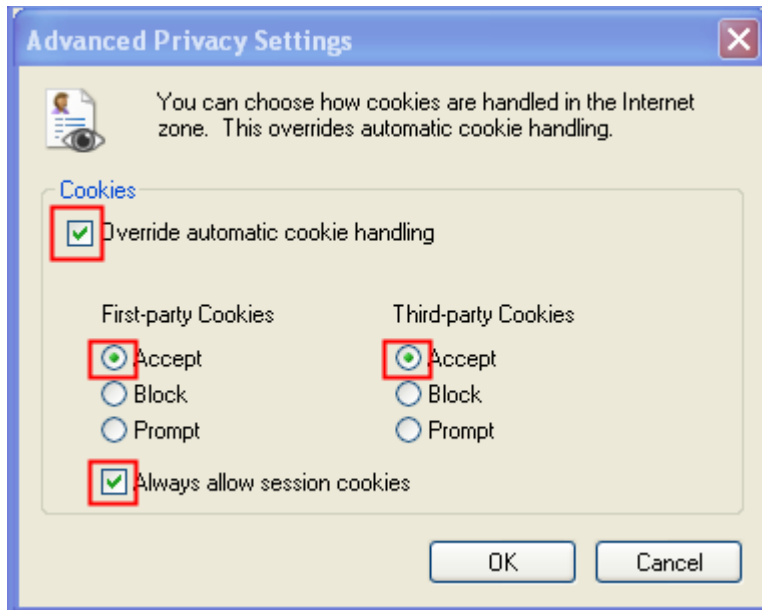 Advanced Privacy Settings
You can choose how cookies are handled in the Internet
zone. This overrides automatic cookie handling.
Cookies
Override automatic cookie handling
First-party Cookies Third-party Cookies
Accept Accept
Block Block
Prompt Prompt
Always allow session cookies
OK Cancel